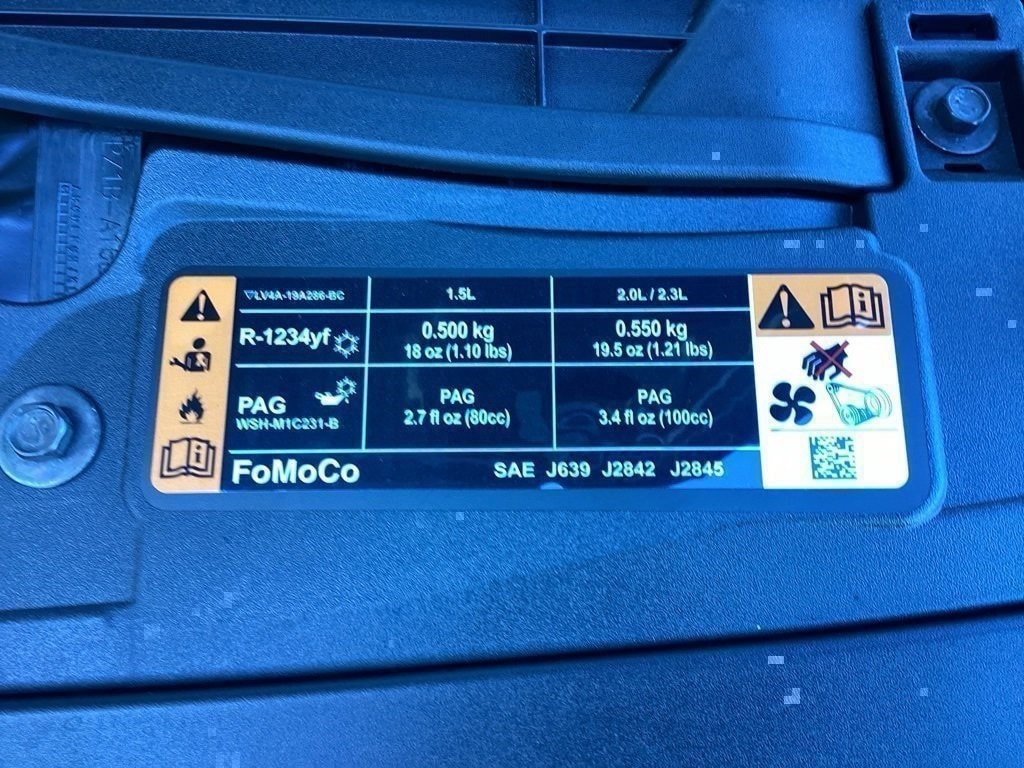 LV4A-19A286-BC 1.5L 2.0L / 2.3L
R-1234yf 0.500 kg 0.550 kg
18 oz (1.10 lbs) 19.5 oz (1.21 lbs)
PAG PAG PAG
WSH-M1C231-B 2.7 fl oz (80cc) 3.4 fl oz (100cc)
FoMoCo SAE J639 J2842 J2845